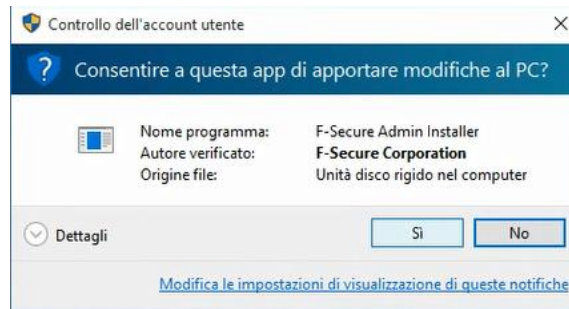 Controllo dell'account utente
Consentire a questa app di apportare modifiche al PC?
Nome programma: F-Secure Admin Installer
Autore verificato: F-Secure Corporation
Origine file: Unità disco rigido nel computer
Dettagli Sì No
Modifica le impostazioni di visualizzazione di queste notifiche